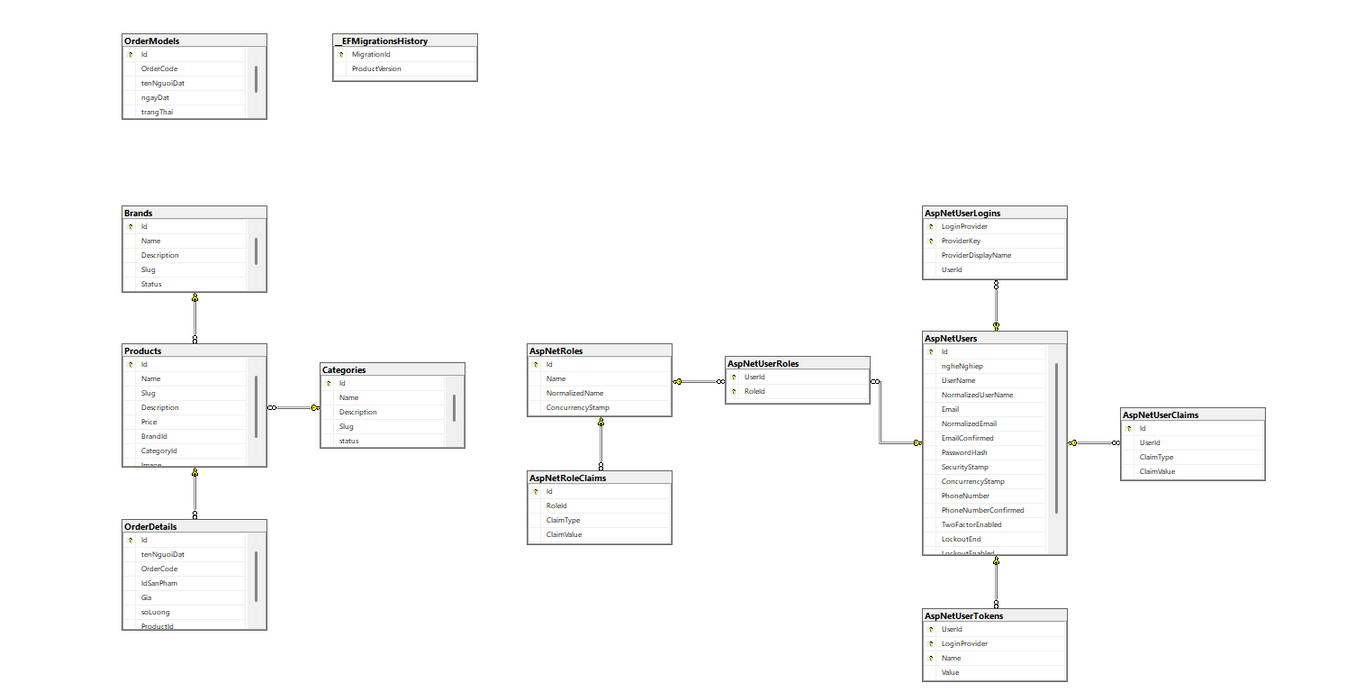 OrderModels
Id
OrderCode
tenNguoiDat
ngayDat
trangThai
_EFMigrationsHistory
MigrationId
ProductVersion
Brands
Id
Name
Description
Slug
Status
Products
Id
Name
Slug
Description
Price
BrandId
CategoryId
Image
Categories
Id
Name
Description
Slug
status
OrderDetails
Id
tenNguoiDat
OrderCode
IdSanPham
Gia
soLuong
ProductId
AspNetRoles
Id
Name
NormalizedName
ConcurrencyStamp
AspNetRoleClaims
Id
RoleId
ClaimType
ClaimValue
AspNetUserRoles
UserId
RoleId
AspNetUserLogins
LoginProvider
ProviderKey
ProviderDisplayName
UserId
AspNetUsers
Id
ngheNghiep
UserName
NormalizedUserName
Email
NormalizedEmail
EmailConfirmed
PasswordHash
SecurityStamp
ConcurrencyStamp
PhoneNumber
PhoneNumberConfirmed
TwoFactorEnabled
LockoutEnd
LockoutEnabled
AspNetUserClaims
Id
UserId
ClaimType
ClaimValue
AspNetUserTokens
UserId
LoginProvider
Name
Value